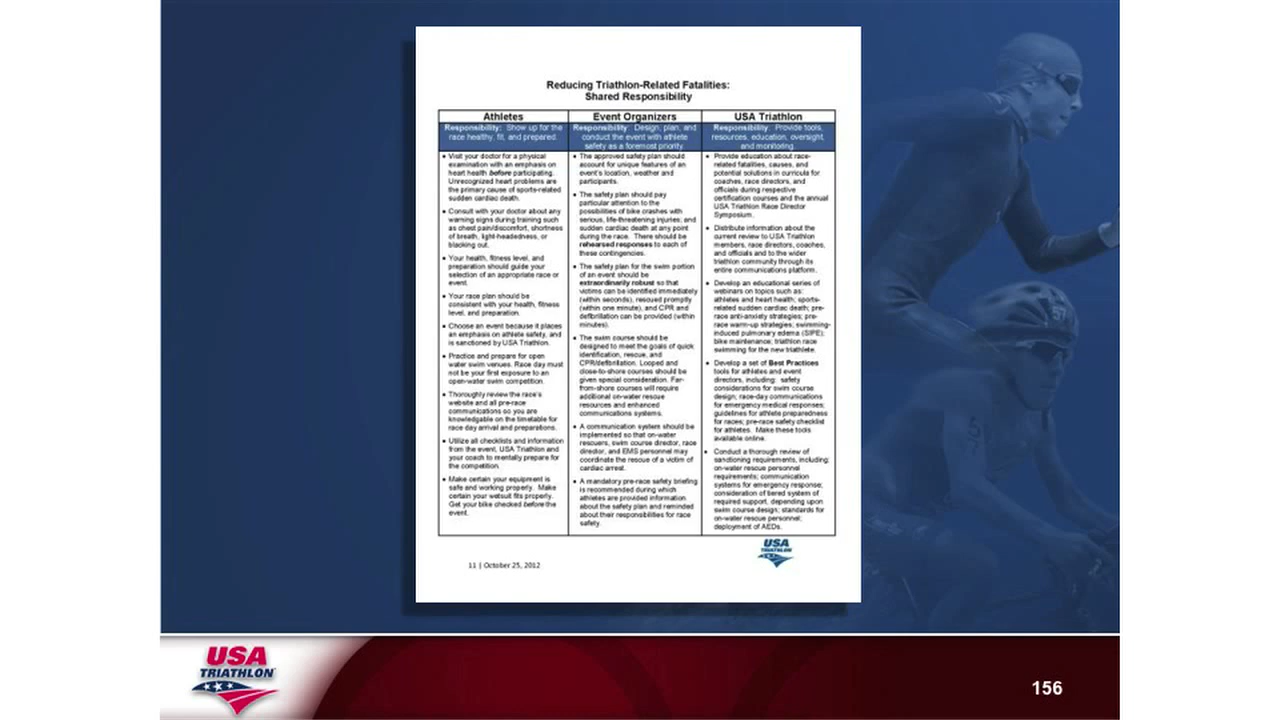 Reducing Triathlon-Related Fatalities:
Shared Responsibility
Athletes
Responsibility: Show up for the
race healthy, fit, and prepared.
• Visit your doctor for a physical
examination with an emphasis on
heart health before participating.
Unrecognized heart problems are
the primary cause of sports-related
sudden cardiac death.
• Consult with your doctor about any
warning signs during training such
as chest pain/discomfort, shortness
of breath, light-headedness, or
blacking out.
• Your health, fitness level, and
preparation should guide your
selection of an appropriate race or
event.
• Your race plan should be
consistent with your health, fitness
level, and preparation.
• Choose an event because it places
an emphasis on athlete safety, and
is sanctioned by USA Triathlon.
• Practice and prepare for open
water swim venues. Race day must
not be your first exposure to an
open-water swim competition.
• Thoroughly review the race's
website and all pre-race
communications so you are
knowledgable on the timetable for
race day arrival and preparations.
• Utilize all checklists and information
from the event, USA Triathlon and
your coach to mentally prepare for
the competition.
• Make certain your equipment is
safe and working properly. Make
certain your wetsuit fits properly.
Get your bike checked before the
event.
Event Organizers
Responsibility: Design, plan, and
conduct the event with athlete
safety as a foremost priority.
• The approved safety plan should
account for unique features of an
event's location, weather and
participants.
• The safety plan should pay
particular attention to the
possibilities of bike crashes with
serious, life-threatening injuries; and
sudden cardiac death at any point
during the race. There should be
rehearsed responses to each of
these contingencies.
• The safety plan for the swim portion
of an event should be
extraordinarily robust so that
victims can be identified immediately
(within seconds), rescued promptly
(within one minute), and CPR and
defibrillation can be provided (within
minutes).
• The swim course should be
designed to meet the goals of quick
identification, rescue, and
CPR/defibrillation. Looped and
close-to-shore courses should be
given special consideration. Far-
from-shore courses will require
additional on-water rescue
resources and enhanced
communications systems.
• A communication system should be
implemented so that on-water
rescuers, swim course director, race
director, and EMS personnel may
coordinate the rescue of a victim of
cardiac arrest.
• A mandatory pre-race safety briefing
is recommended during which
athletes are provided information
about the safety plan and reminded
about their responsibilities for race
safety.
USA Triathlon
Responsibility: Provide tools,
resources, education, oversight,
and monitoring.
• Provide education about race-
related fatalities, causes, and
potential solutions in curricula for
coaches, race directors, and
officials during respective
certification courses and the annual
USA Triathlon Race Director
Symposium.
• Distribute information about the
current review to USA Triathlon
members, race directors, coaches,
and officials and to the wider
triathlon community through its
entire communications platform.
• Develop an educational series of
webinars on topics such as:
athletes and heart health; sports-
related sudden cardiac death; pre-
race anti-anxiety strategies; pre-
race warm-up strategies; swimming-
induced pulmonary edema (SIPE);
bike maintenance; triathlon race
swimming for the new triathlete.
• Develop a set of Best Practices
tools for athletes and event
directors, including: safety
considerations for swim course
design; race-day communications
for emergency medical responses;
guidelines for athlete preparedness
for races; pre-race safety checklist
for athletes. Make these tools
available online.
• Conduct a thorough review of
sanctioning requirements, including:
on-water rescue personnel
requirements; communication
systems for emergency response;
consideration of tiered system of
required support, depending upon
swim course design; standards for
on-water rescue personnel;
deployment of AEDs.
USA
TRIATHLON
11 | October 25, 2012
57
USA
TRIATHLON
156